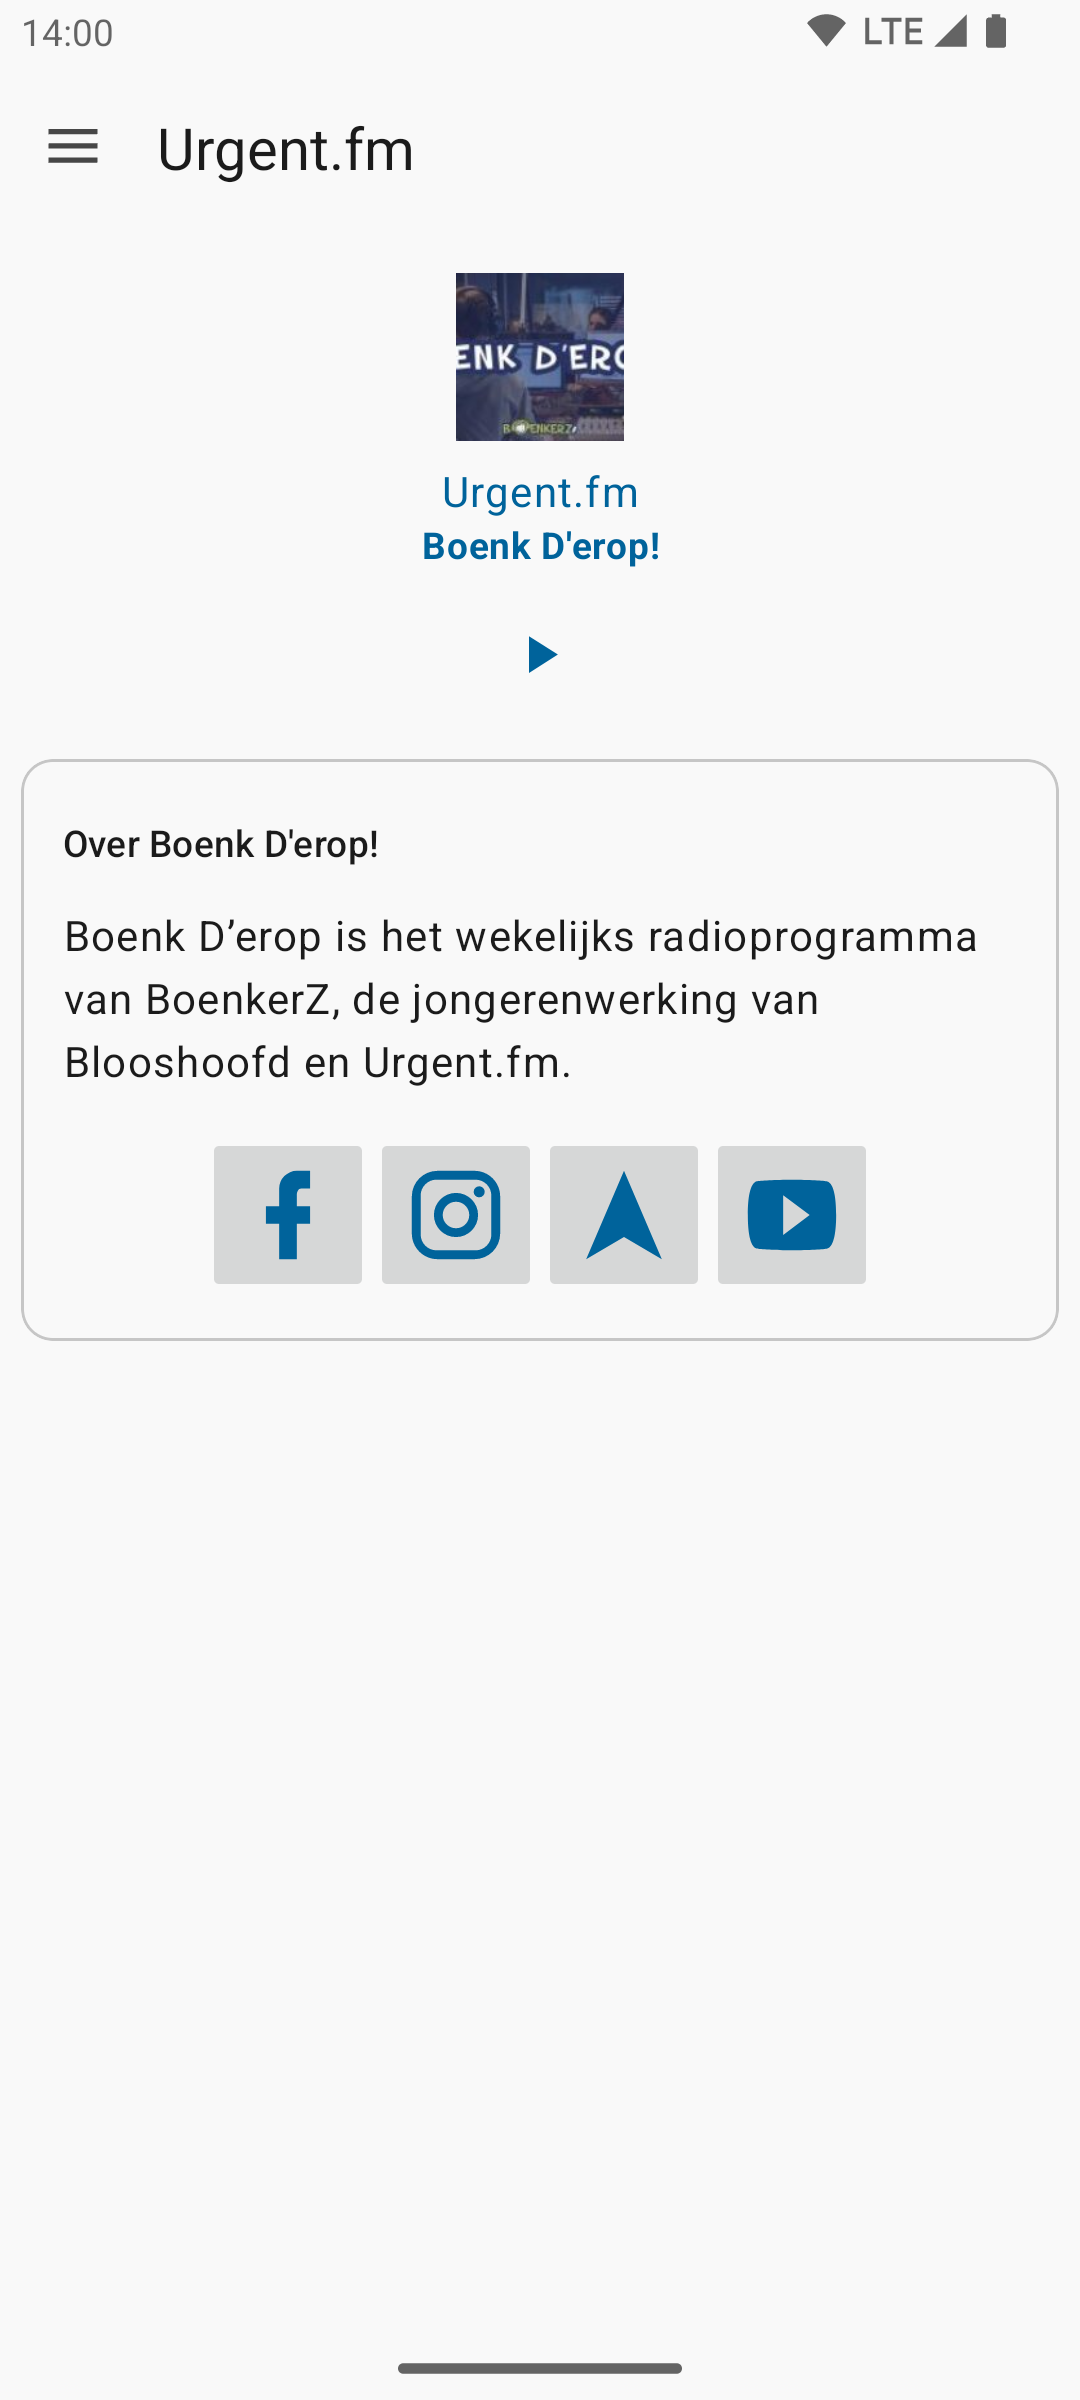 14:00
LTE
Urgent.fm
ENK D'ERO
BOENKERZ
Urgent.fm
Boenk D'erop!
Over Boenk D'erop!
Boenk D’erop is het wekelijks radioprogramma
van BoenkerZ, de jongerenwerking van
Blooshoofd en Urgent.fm.